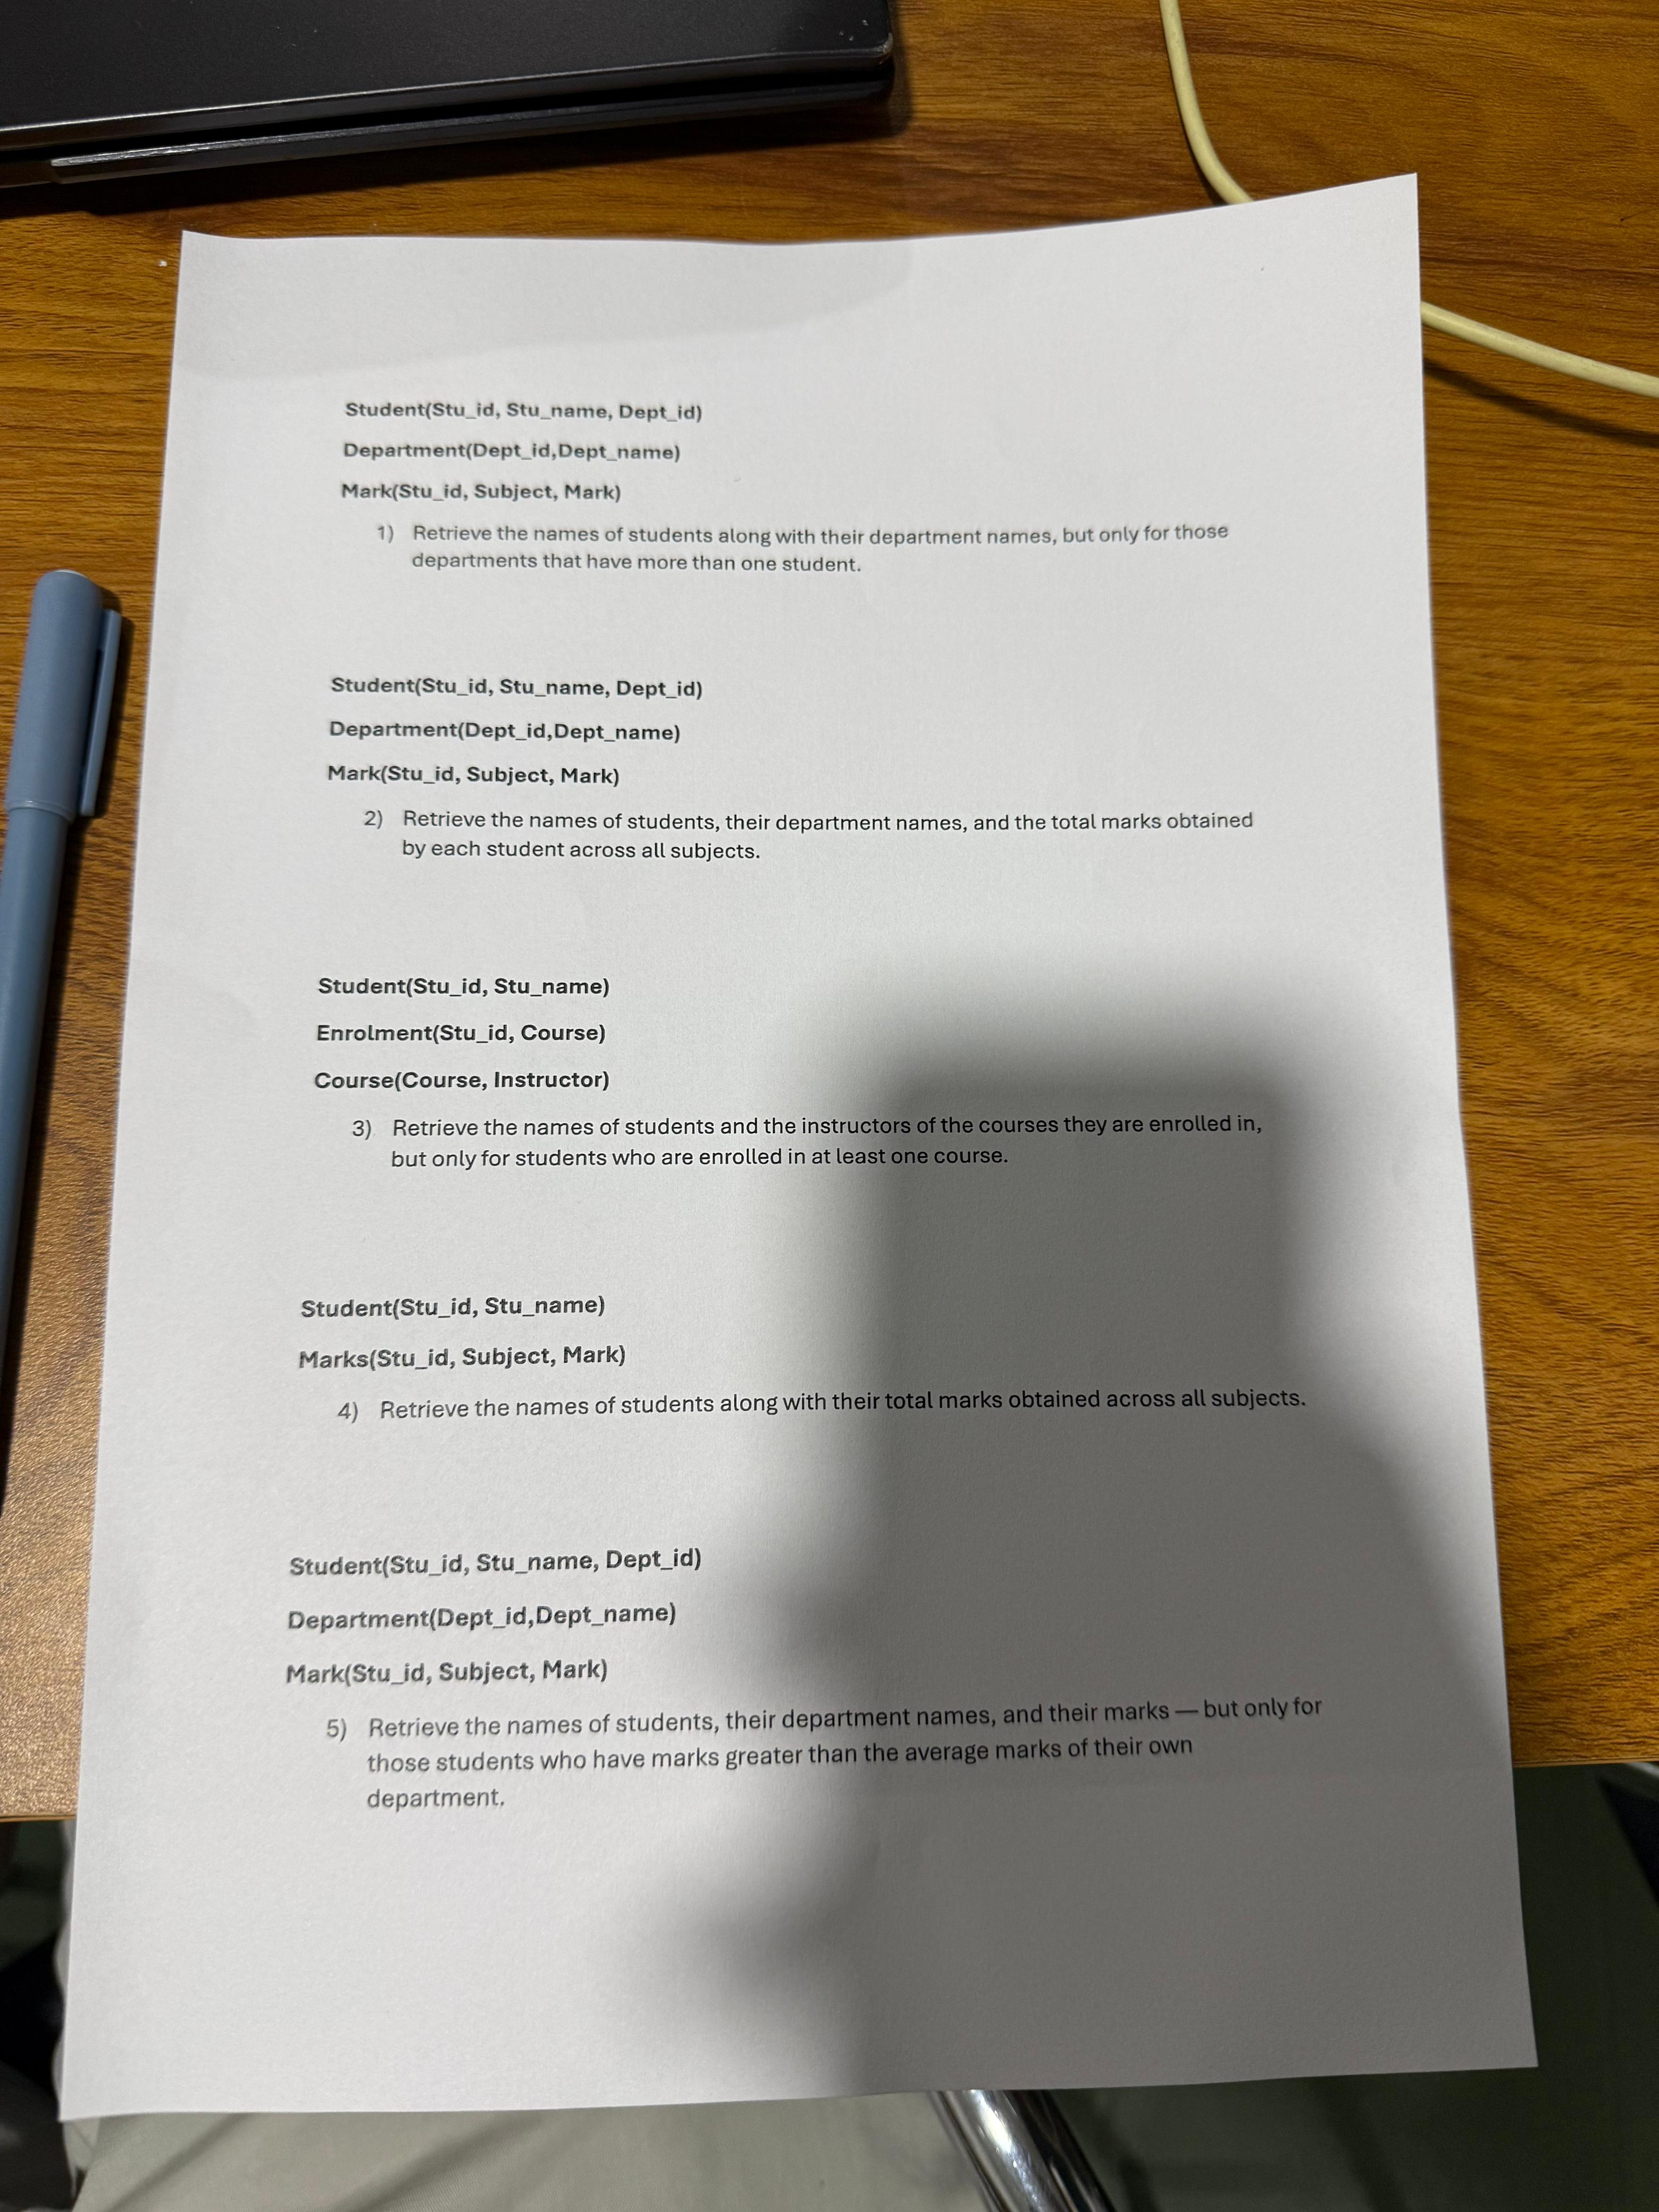 Student(Stu_id, Stu_name, Dept_id)
Department(Dept_id,Dept_name)
Mark(Stu_id, Subject, Mark)
1) Retrieve the names of students along with their department names, but only for those
departments that have more than one student.
Student(Stu_id, Stu_name, Dept_id)
Department(Dept_id,Dept_name)
Mark(Stu_id, Subject, Mark)
2) Retrieve the names of students, their department names, and the total marks obtained
by each student across all subjects.
Student(Stu_id, Stu_name)
Enrolment(Stu_id, Course)
Course(Course, Instructor)
3) Retrieve the names of students and the instructors of the courses they are enrolled in,
but only for students who are enrolled in at least one course.
Student(Stu_id, Stu_name)
Marks(Stu_id, Subject, Mark)
4) Retrieve the names of students along with their total marks obtained across all subjects.
Student(Stu_id, Stu_name, Dept_id)
Department(Dept_id,Dept_name)
Mark(Stu_id, Subject, Mark)
5) Retrieve the names of students, their department names, and their marks — but only for
those students who have marks greater than the average marks of their own
department.